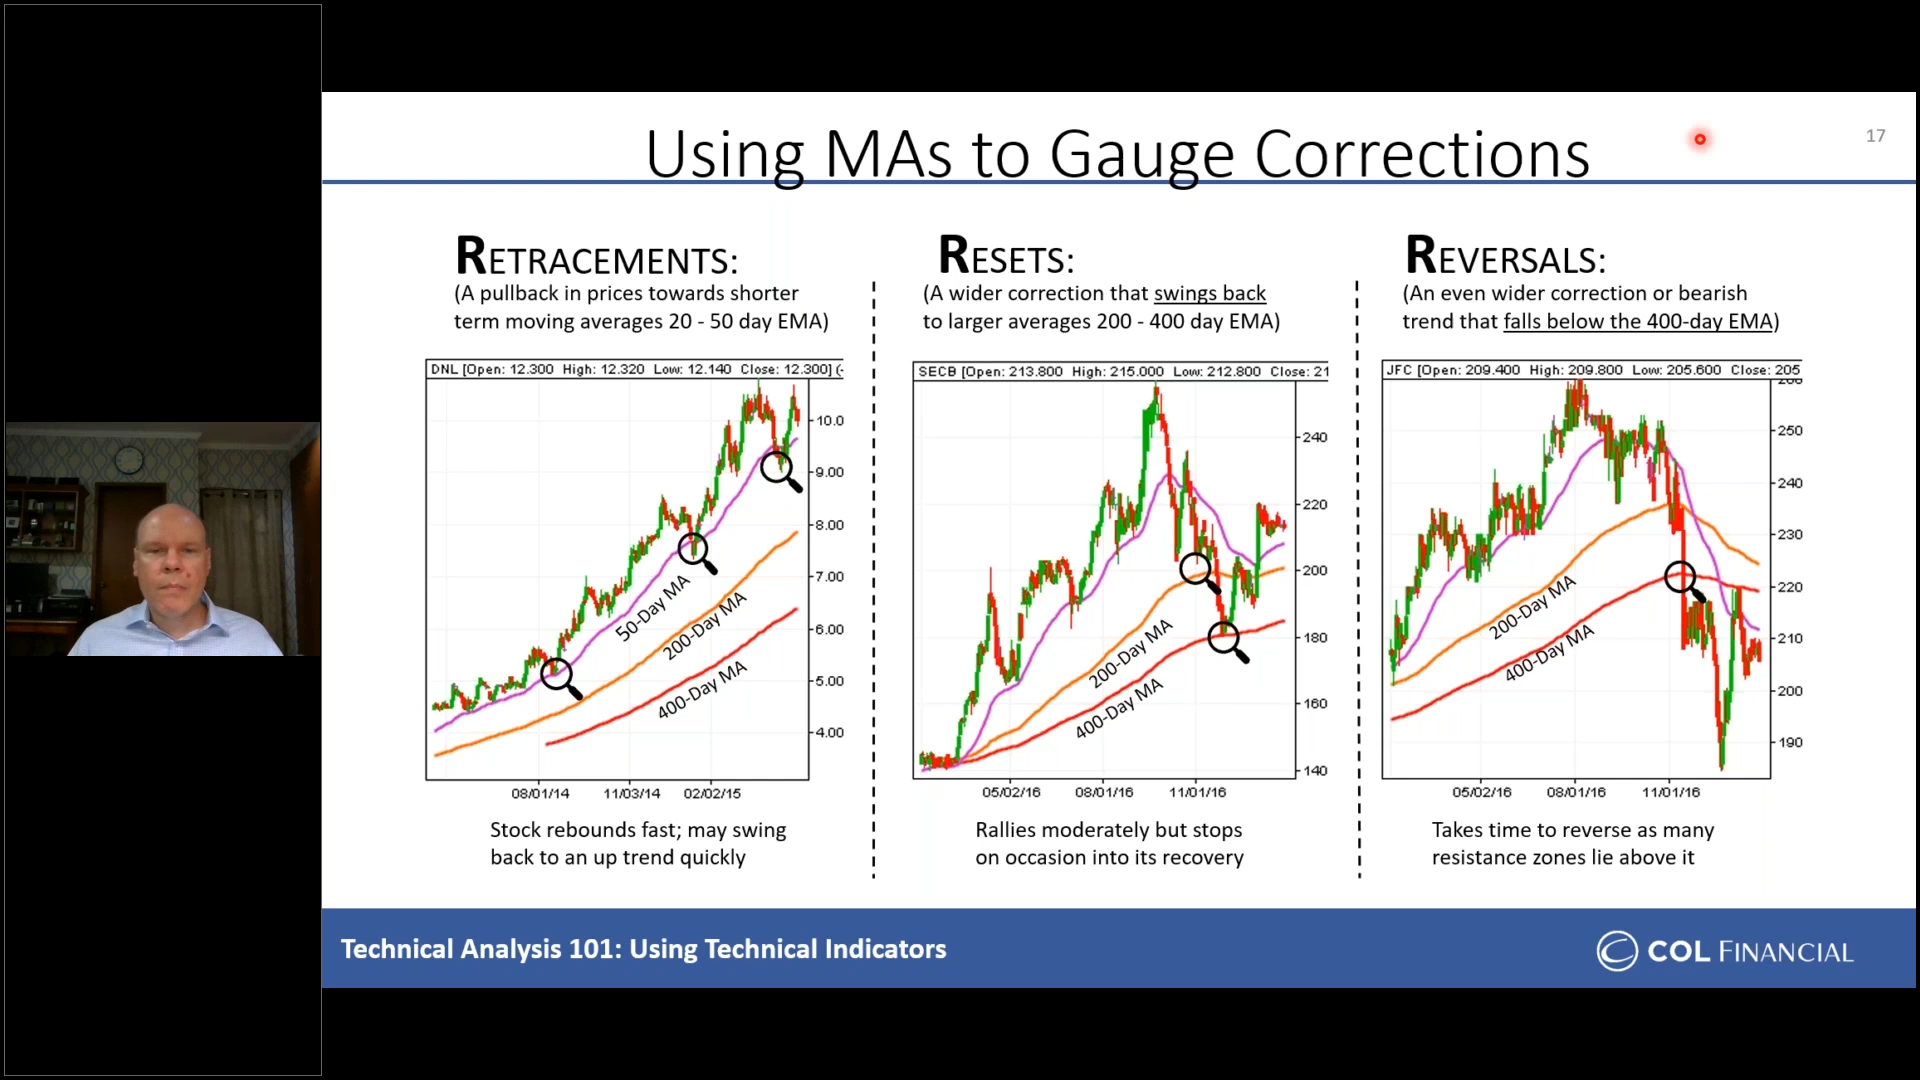 Using MAs to Gauge Corrections
17
RETRACEMENTS:
(A pullback in prices towards shorter
term moving averages 20 - 50 day EMA)
DNL [Open: 12.300 High: 12.320 Low: 12.140 Close: 12.300] (-
10.0
9.00
8.00
7.00
6.00
5.00
4.00
50-Day MA
200-Day MA
400-Day MA
08/01/14 11/03/14 02/02/15
Stock rebounds fast; may swing
back to an up trend quickly
RESETS:
(A wider correction that swings back
to larger averages 200 - 400 day EMA)
SECB [Open: 213.800 High: 215.000 Low: 212.800 Close: 21
240
220
200
180
160
140
200-Day MA
400-Day MA
05/02/16 08/01/16 11/01/16
Rallies moderately but stops
on occasion into its recovery
REVERSALS:
(An even wider correction or bearish
trend that falls below the 400-day EMA)
JFC [Open: 209.400 High: 209.800 Low: 205.600 Close: 205
250
240
230
220
210
200
190
200-Day MA
400-Day MA
05/02/16 08/01/16 11/01/16
Takes time to reverse as many
resistance zones lie above it
Technical Analysis 101: Using Technical Indicators
COL FINANCIAL